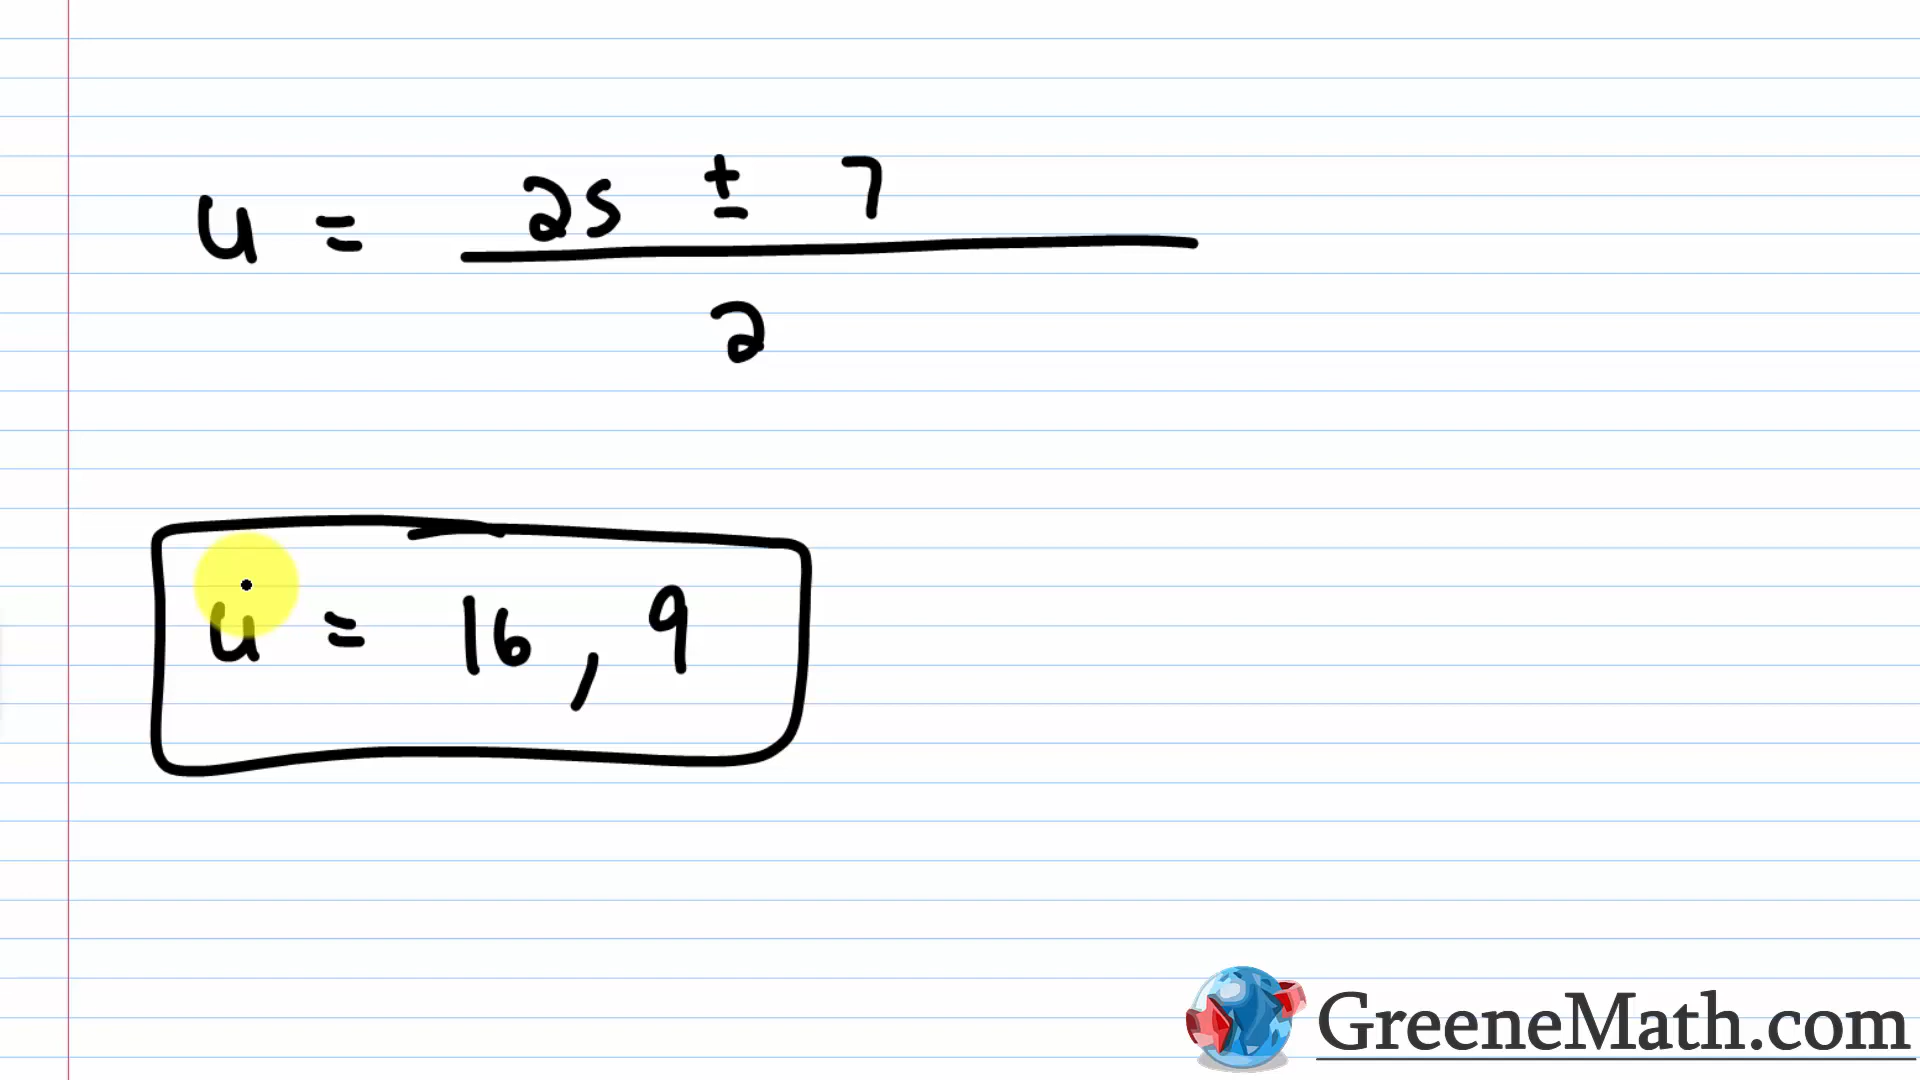 u = 25 ± 7
2
u = 16, 9
GreeneMath.com